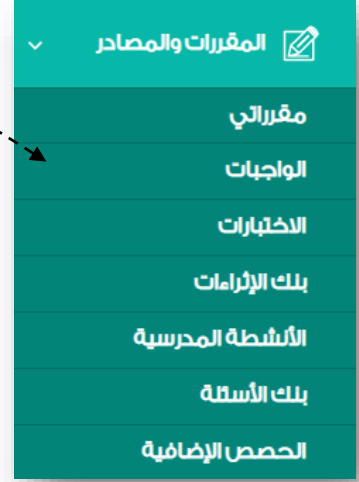 المقررات والمصادر
مقرراتي
الواجبات
الاختبارات
بنك الإثراءات
الأنشطة المدرسية
بنك الأسئلة
الحصص الإضافية